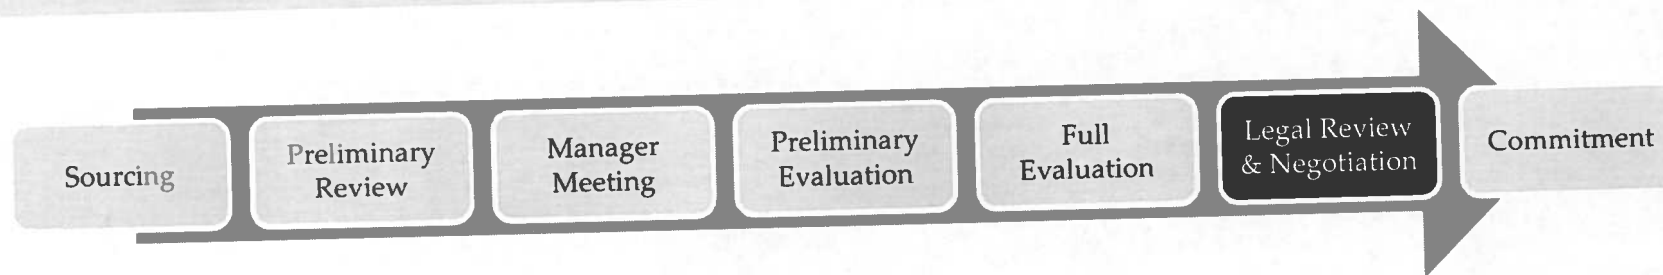 Sourcing
Preliminary
Review
Manager
Meeting
Preliminary
Evaluation
Full
Evaluation
Legal Review
& Negotiation
Commitment